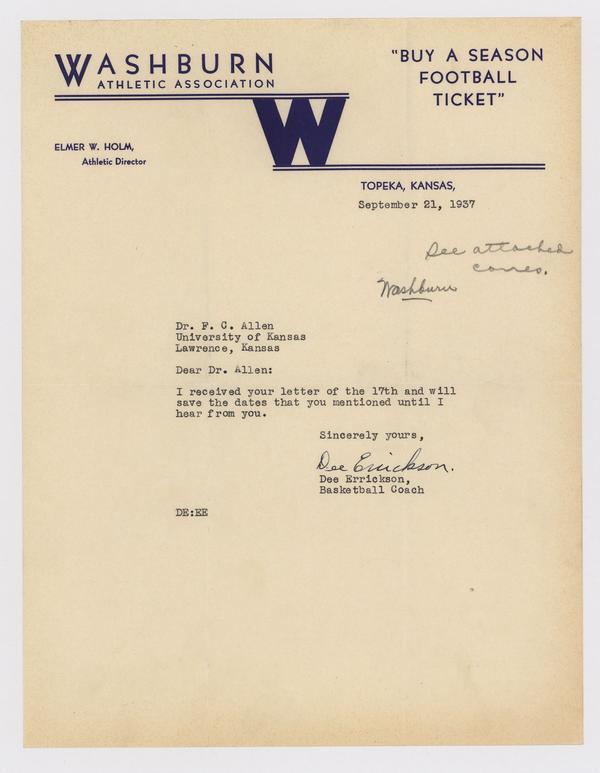 WASHBURN
ATHLETIC ASSOCIATION
"BUY A SEASON
FOOTBALL
TICKET"
W
ELMER W. HOLM,
Athletic Director
TOPEKA, KANSAS,
September 21, 1937
See attached
corres.
Washburn
Dr. F. C. Allen
University of Kansas
Lawrence, Kansas
Dear Dr. Allen:
I received your letter of the 17th and will
save the dates that you mentioned until I
hear from you.
Sincerely yours,
Dee Errickson.
Dee Errickson,
Basketball Coach
DE:EE